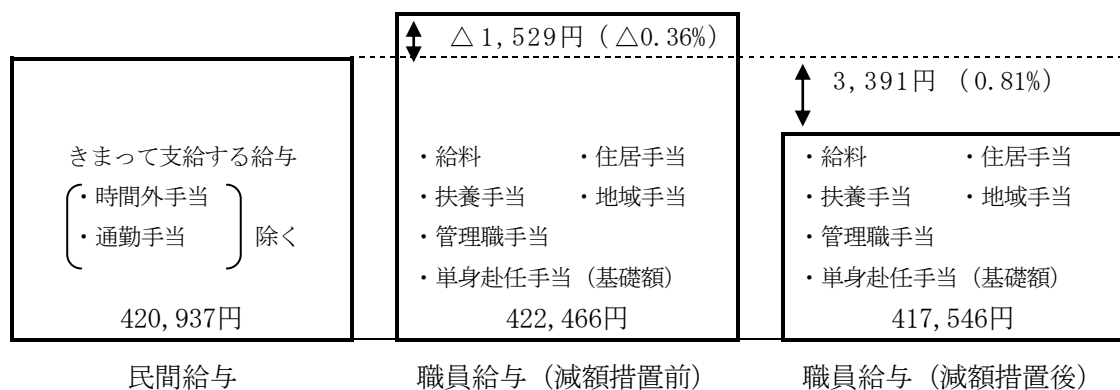 △1,529円(△0.36%)
3,391円(0.81%)
きまって支給する給与
・時間外手当
・通勤手当
除く
420,937円
・給料 ・住居手当
・扶養手当 ・地域手当
・管理職手当
・単身赴任手当(基礎額)
422,466円
・給料 ・住居手当
・扶養手当 ・地域手当
・管理職手当
・単身赴任手当(基礎額)
417,546円
民間給与
職員給与(減額措置前)
職員給与(減額措置後)